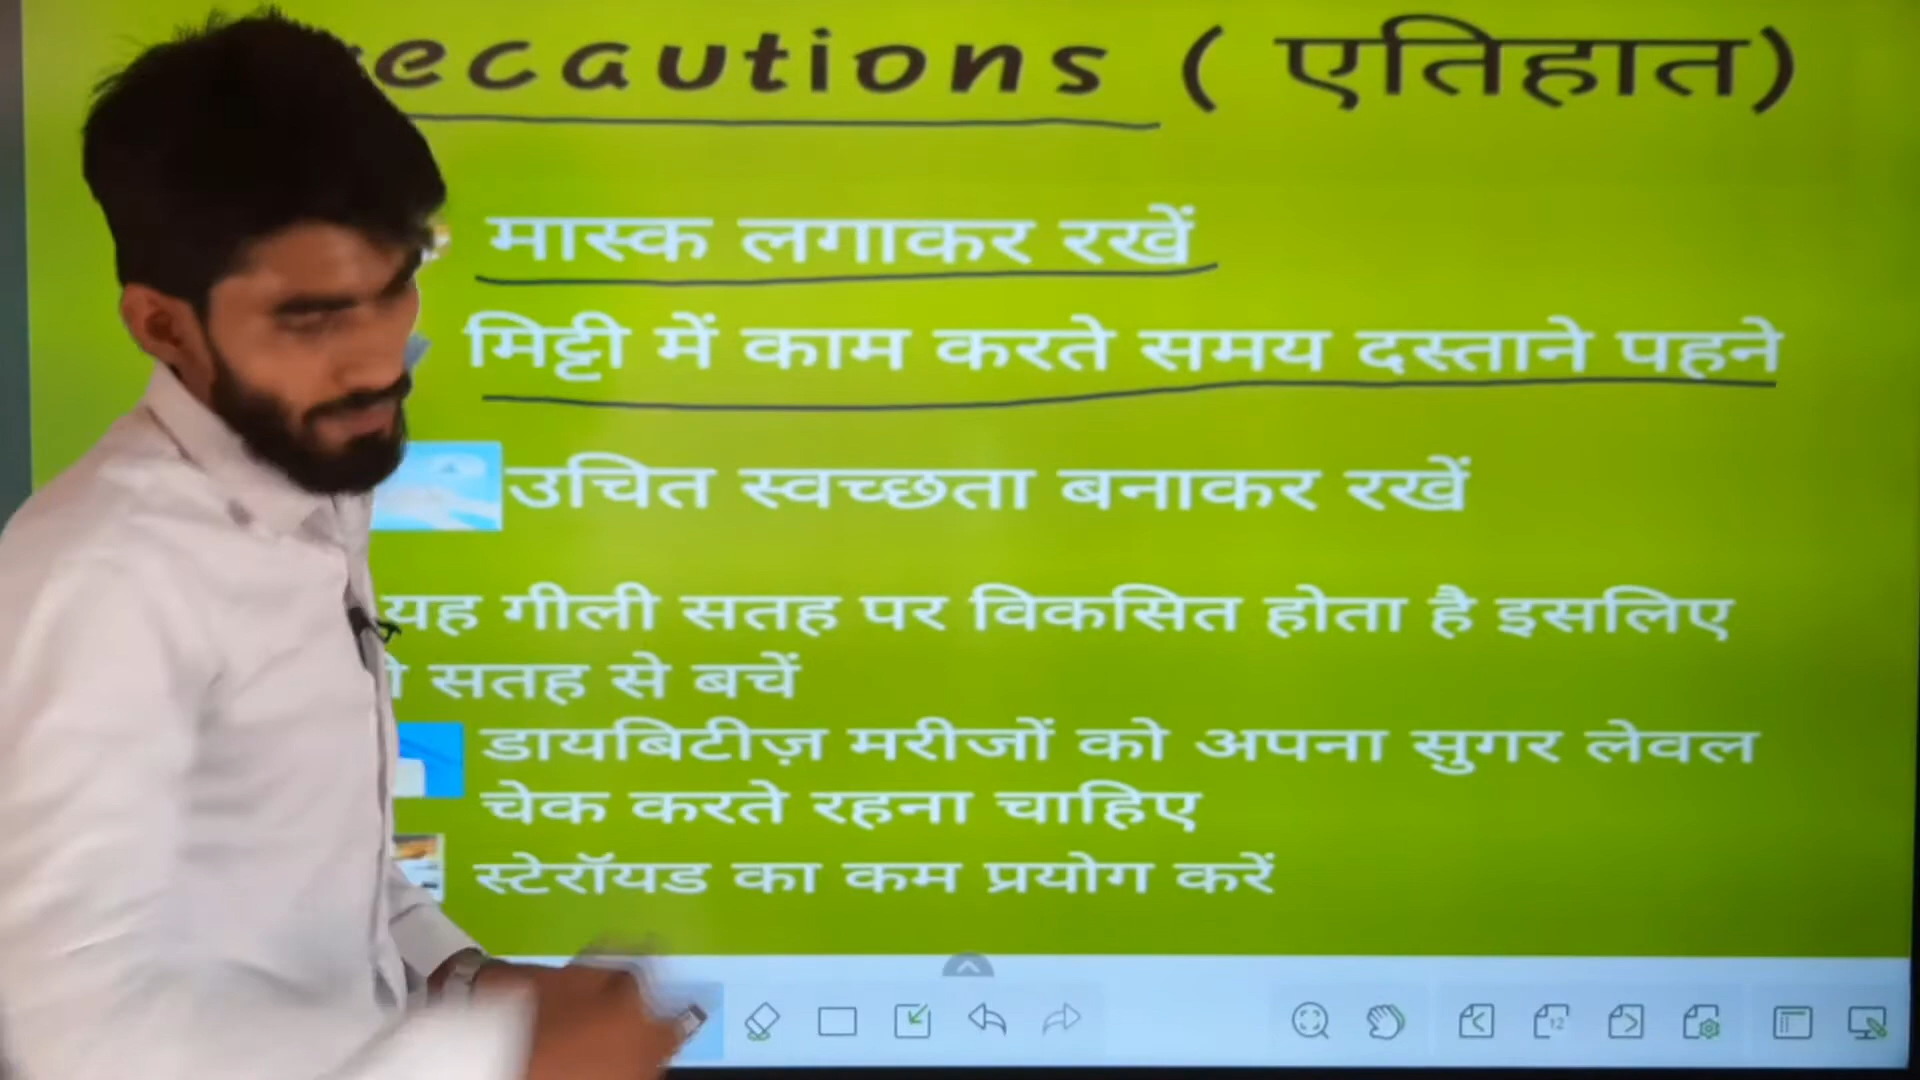 ecautions ( एतिहात)
मास्क लगाकर रखें
मिट्टी में काम करते समय दस्ताने पहने
उचित स्वच्छता बनाकर रखें
यह गीली सतह पर विकसित होता है इसलिए
सतह से बचें
डायबिटीज़ मरीजों को अपना सुगर लेवल
चेक करते रहना चाहिए
स्टेरॉयड का कम प्रयोग करें
12